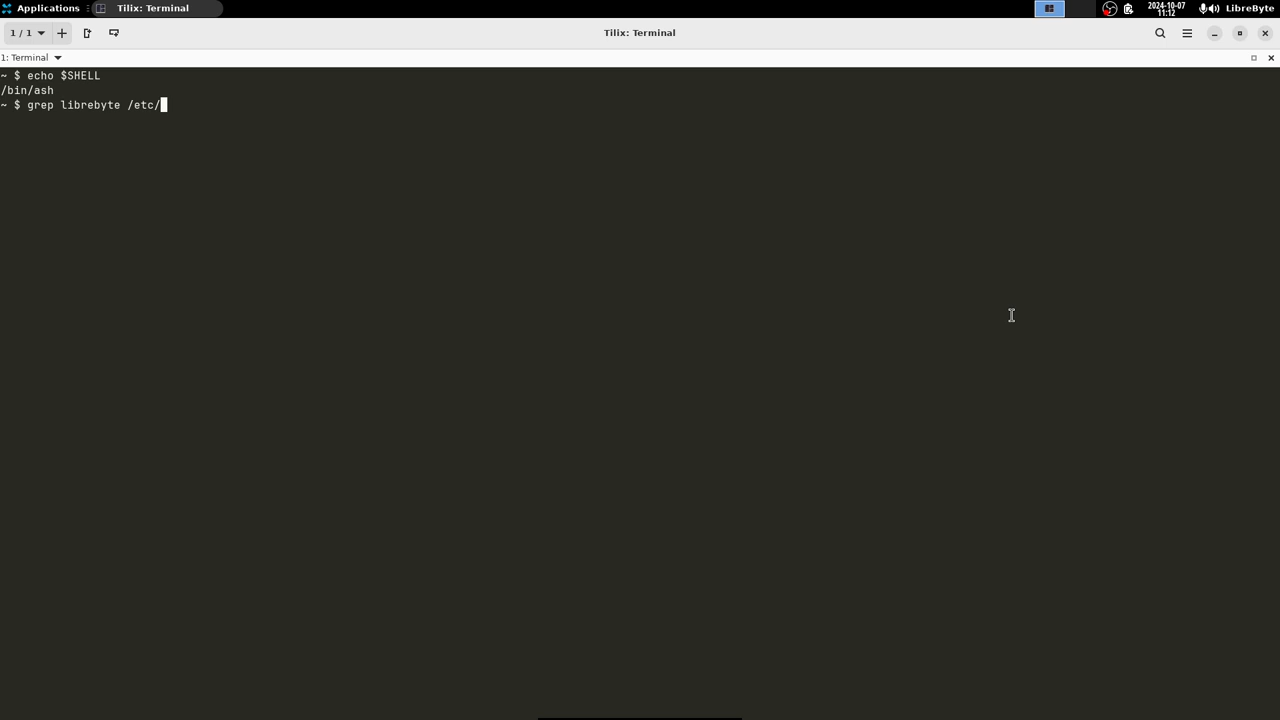 Applications Tilix: Terminal 2024-10-07 LibreByte
11:12
1 / 1 Tilix: Terminal
1: Terminal
~ $ echo $SHELL
/bin/ash
~ $ grep librebyte /etc/